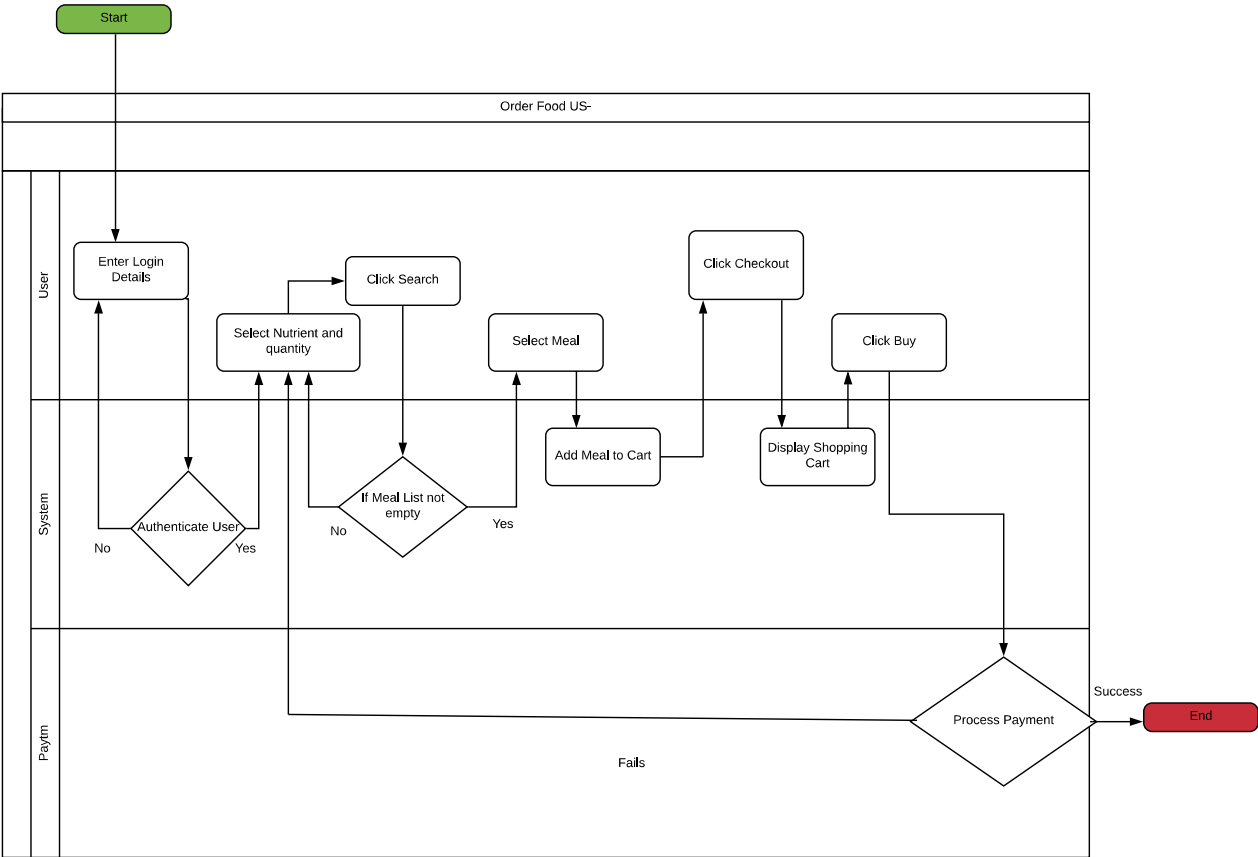 Start
Order Food US-
User
Enter Login
Details
Select Nutrient and
quantity
Click Search
Select Meal
Click Checkout
Click Buy
System
Authenticate User
No
Yes
If Meal List not
empty
No
Yes
Add Meal to Cart
Display Shopping
Cart
Paytm
Process Payment
Success
End
Fails